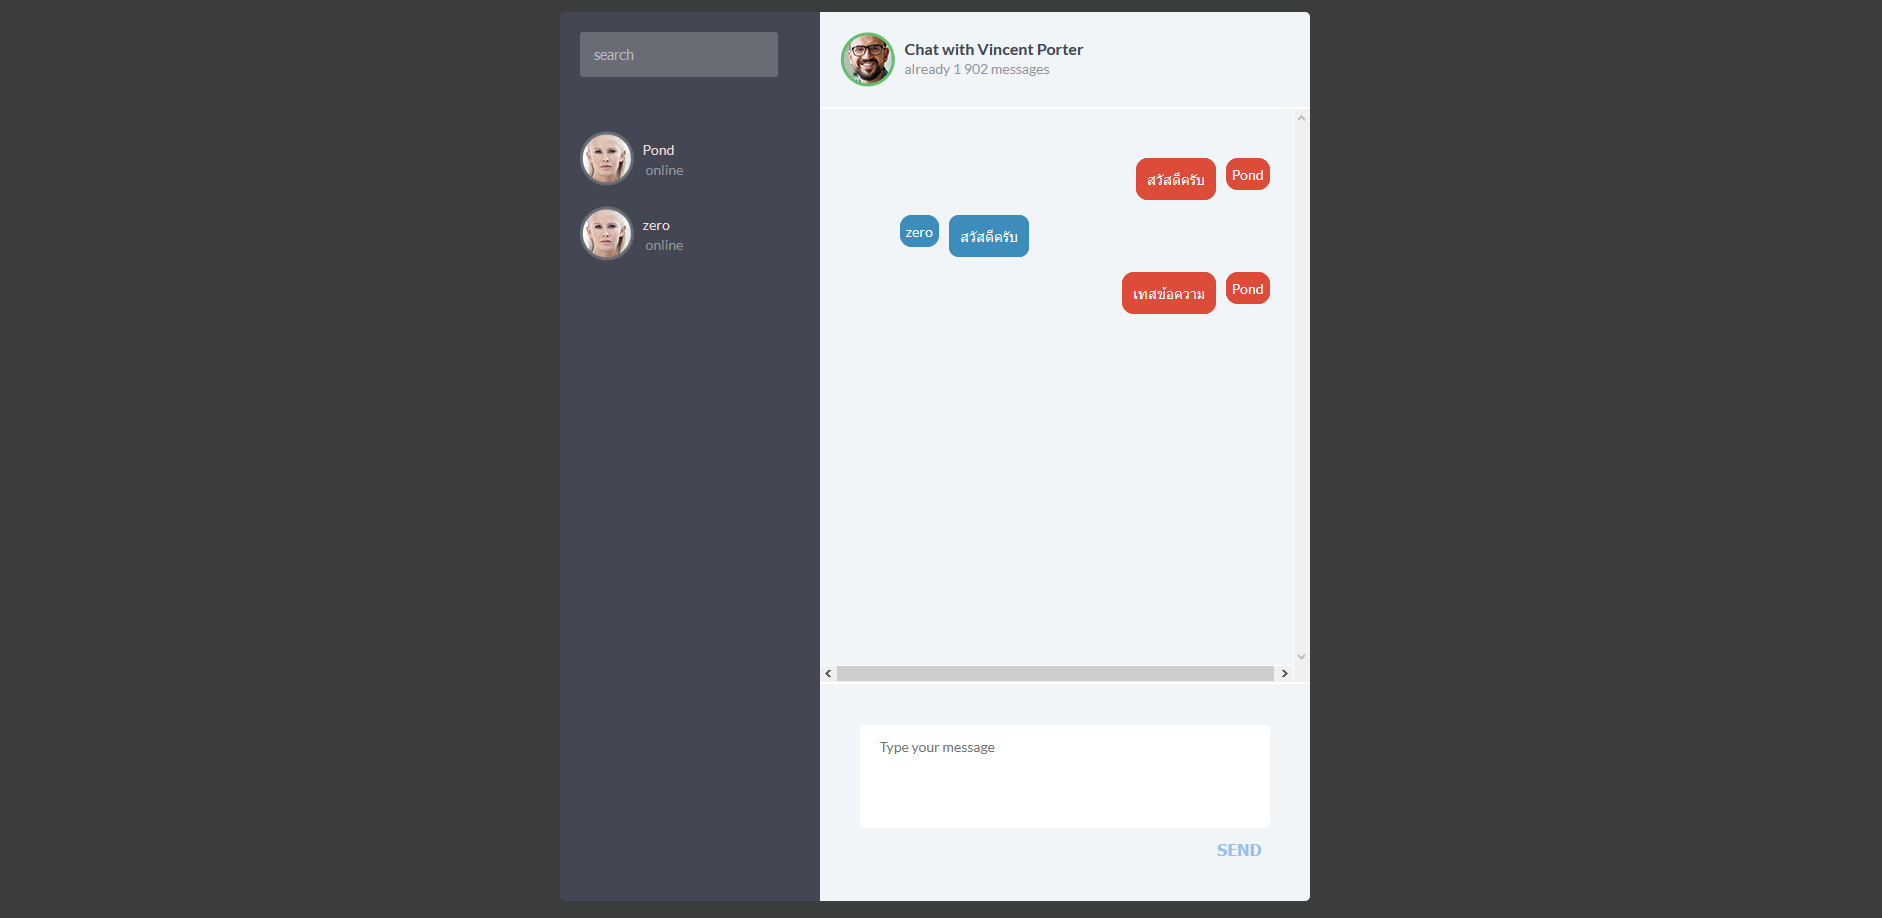 search
Pond
online
zero
online
Chat with Vincent Porter
already 1 902 messages
สวัสดีครับ Pond
zero สวัสดีครับ
เทสข้อความ Pond
Type your message
SEND